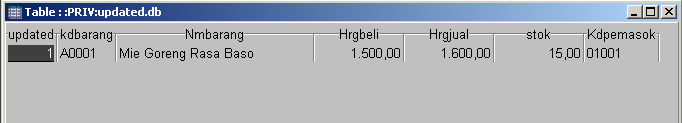 Table : :PRIV:updated.db
updated kdbarang Nmbarang Hrgbeli Hrgjual stok Kdpemasok
1 A0001 Mie Goreng Rasa Baso 1.500,00 1.600,00 15,00 01001